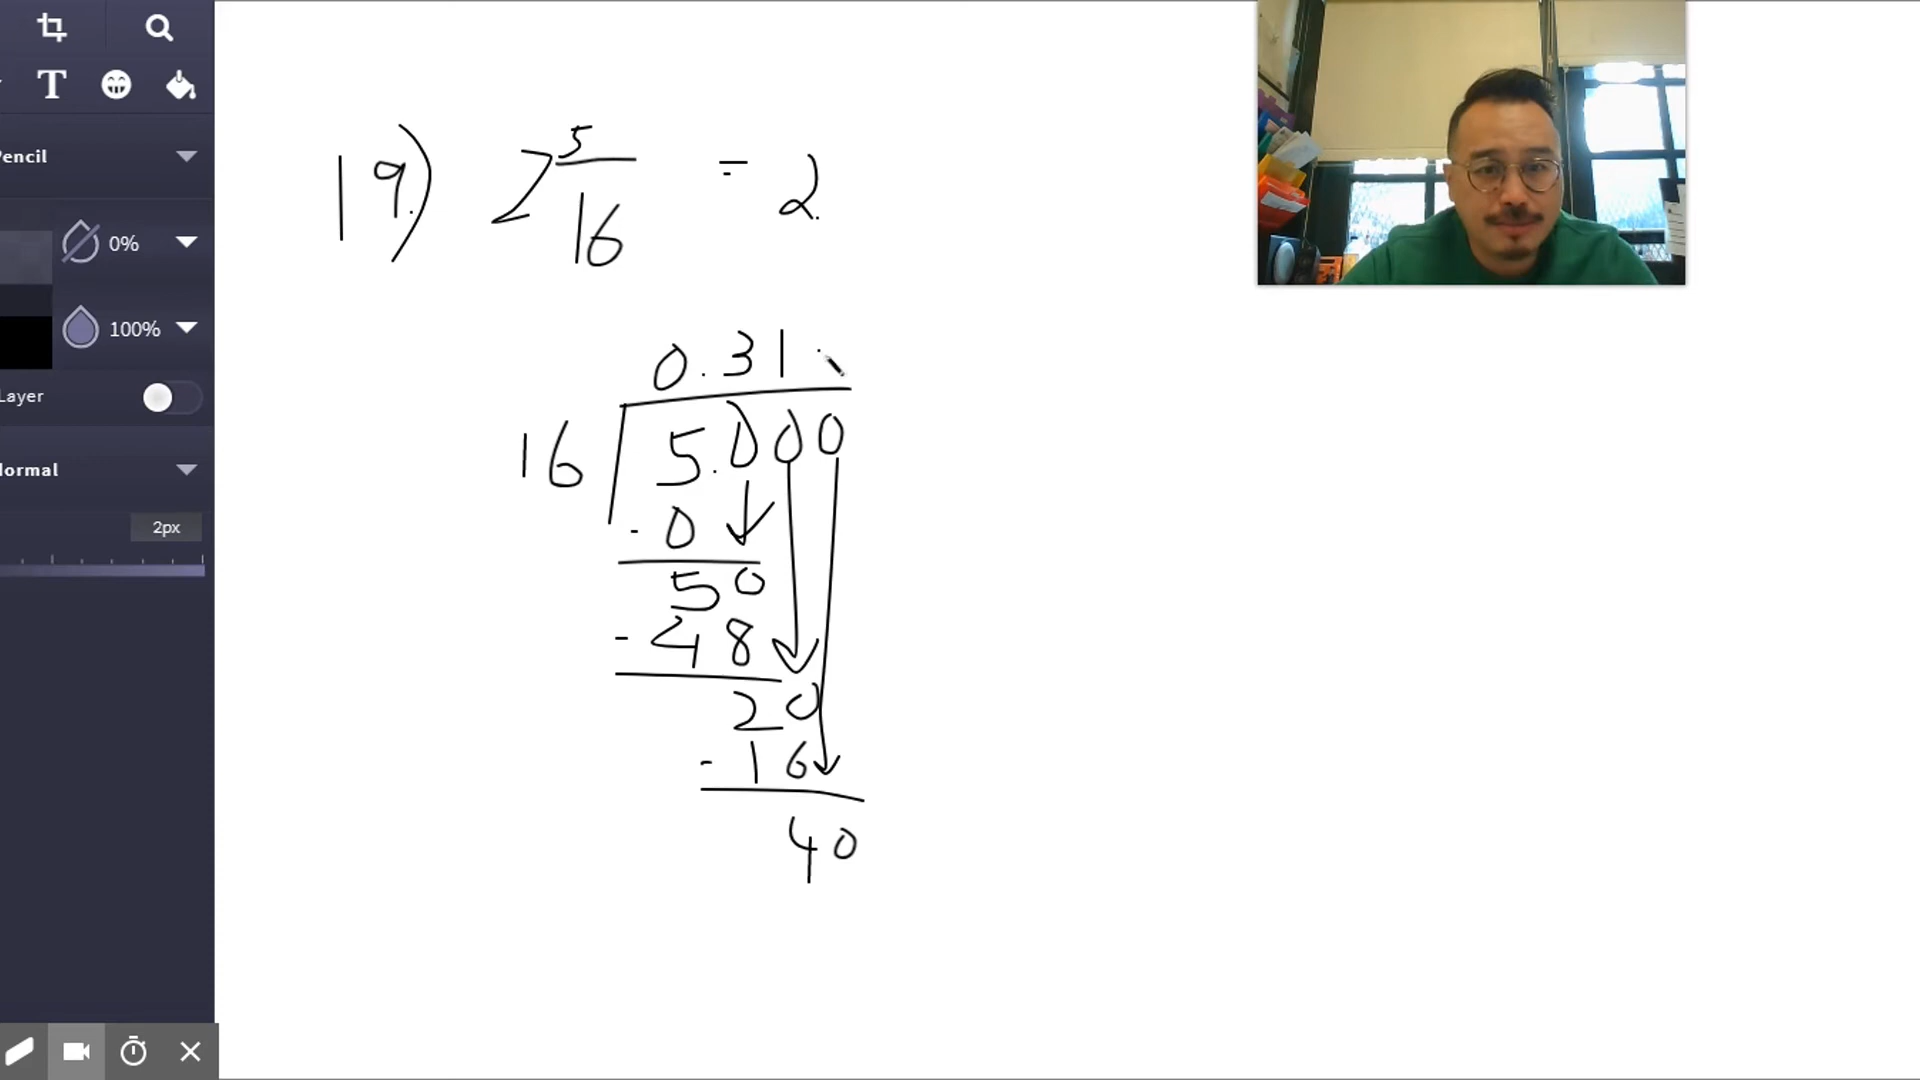 T
Pencil
0%
100%
Layer
Normal
2px
19.) 2 5/16 = 2.
0.31
16 5.000
- 0
50
- 48
20
- 16
40